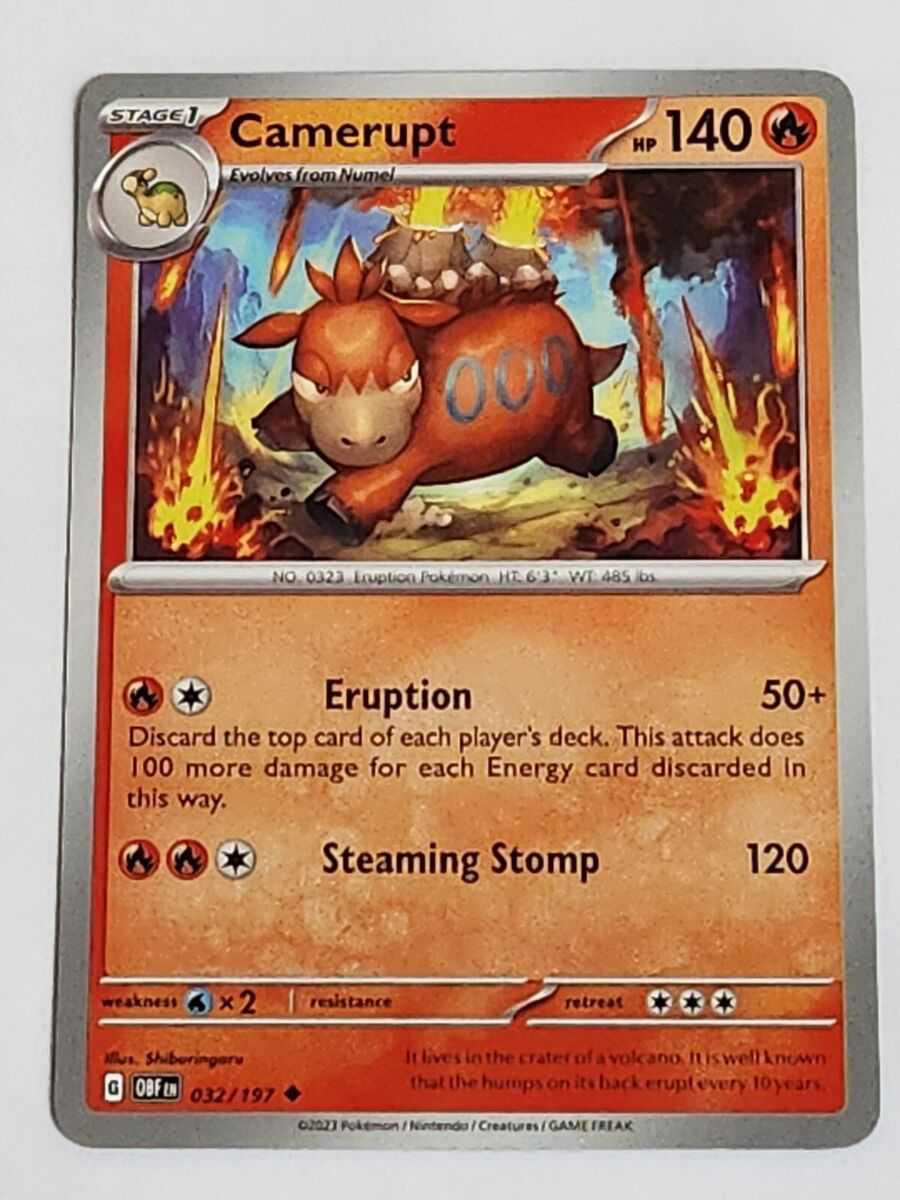 STAGE1
Camerupt
HP 140
Evolves from Numel
NO. 0323 Eruption Pokémon HT: 6'3" WT: 485 lbs.
Eruption 50+
Discard the top card of each player's deck. This attack does
100 more damage for each Energy card discarded in
this way.
Steaming Stomp 120
weakness ×2 resistance retreat
Illus. Shiburingaru
It lives in the crater of a volcano. It is well known
that the humps on its back erupt every 10 years.
G OBF EN 032/197
©2023 Pokémon / Nintendo / Creatures / GAME FREAK